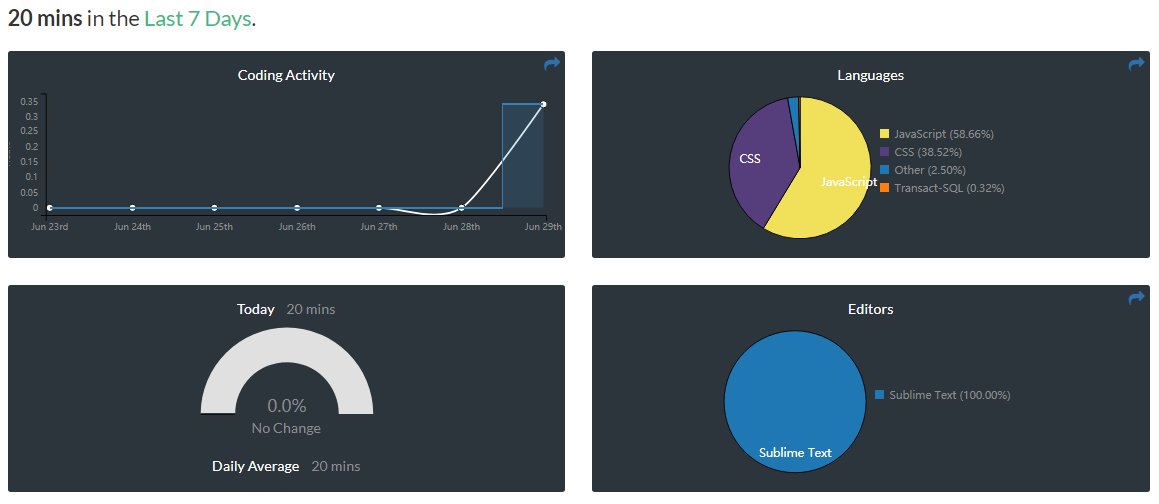 20 mins in the Last 7 Days.
Coding Activity
0.35
0.3
0.25
0.2
0.15
0.1
0.05
0
Jun 23rd Jun 24th Jun 25th Jun 26th Jun 27th Jun 28th Jun 29th
Languages
CSS
JavaScript
JavaScript (58.66%)
CSS (38.52%)
Other (2.50%)
Transact-SQL (0.32%)
Today 20 mins
0.0%
No Change
Daily Average 20 mins
Editors
Sublime Text
Sublime Text (100.00%)